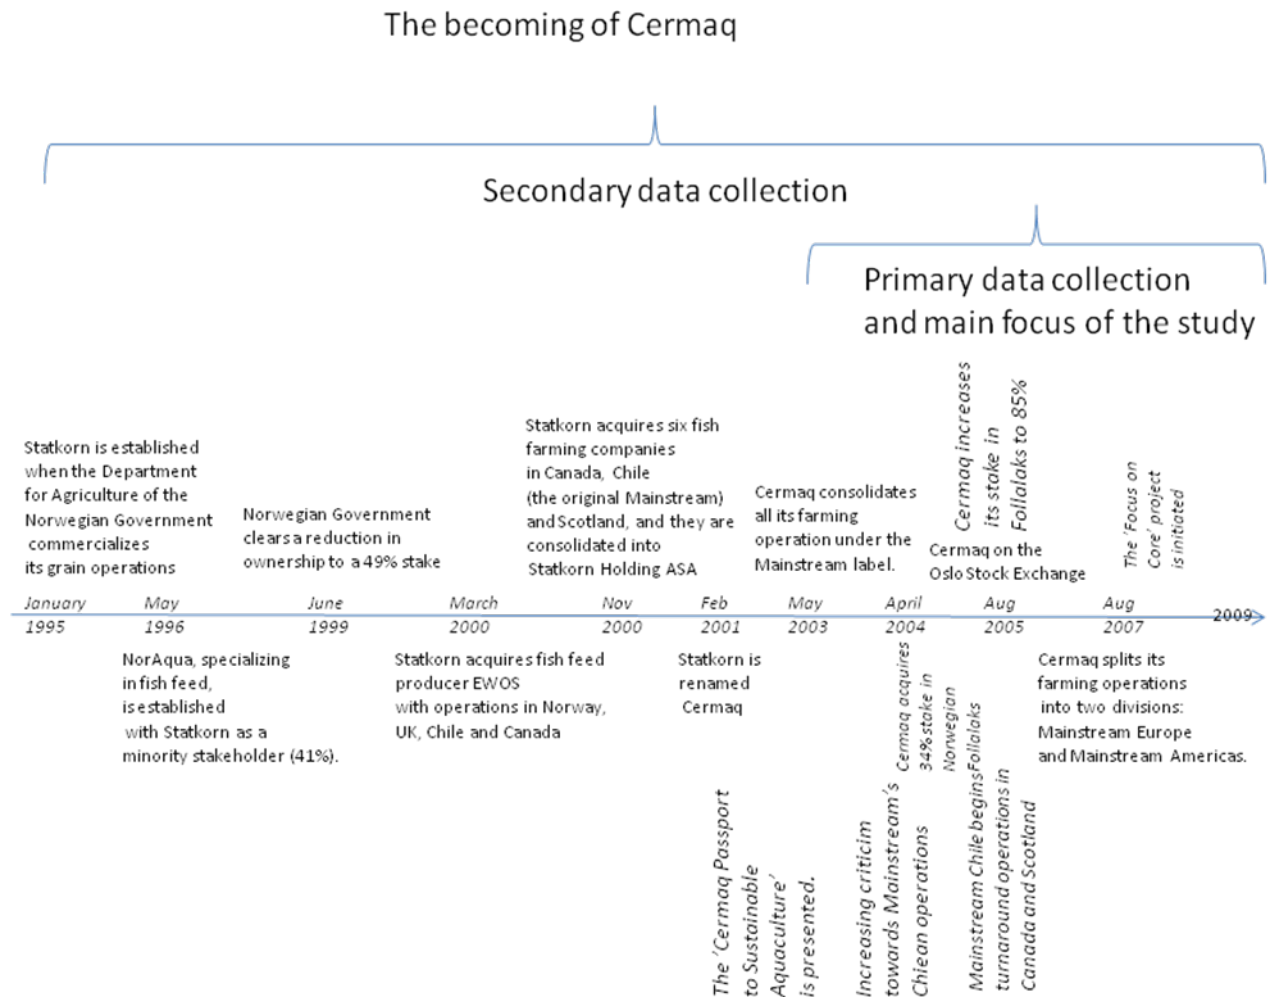 The becoming of Cermaq
Secondary data collection
Primary data collection
and main focus of the study
Statkorn is established
when the Department
for Agriculture of the
Norwegian Government
commercializes
its grain operations
Norwegian Government
clears a reduction in
ownership to a 49% stake
Statkorn acquires six fish
farming companies
in Canada, Chile
(the original Mainstream)
and Scotland, and they are
consolidated into
Statkorn Holding ASA
Cermaq consolidates
all its farming
operation under the
Mainstream label.
Cermaq increases
its stake in
Follalaks to 85%
Cermaq on the
Oslo Stock Exchange
The 'Focus on
Core' project
is initiated
January
1995
May
1996
June
1999
March
2000
Nov
2000
Feb
2001
May
2003
April
2004
Aug
2005
Aug
2007
2009
NorAqua, specializing
in fish feed,
is established
with Statkorn as a
minority stakeholder (41%).
Statkorn acquires fish feed
producer EWOS
with operations in Norway,
UK, Chile and Canada
Statkorn is
renamed
Cermaq
Cermaq acquires
34% stake in
Norwegian
Follalaks
Cermaq splits its
farming operations
into two divisions:
Mainstream Europe
and Mainstream Americas.
The 'Cermaq Passport
to Sustainable
Aquaculture'
is presented.
Increasing criticim
towards Mainstream's
Chiean operations
Mainstream Chile begins
turnaround operations in
Canada and Scotland